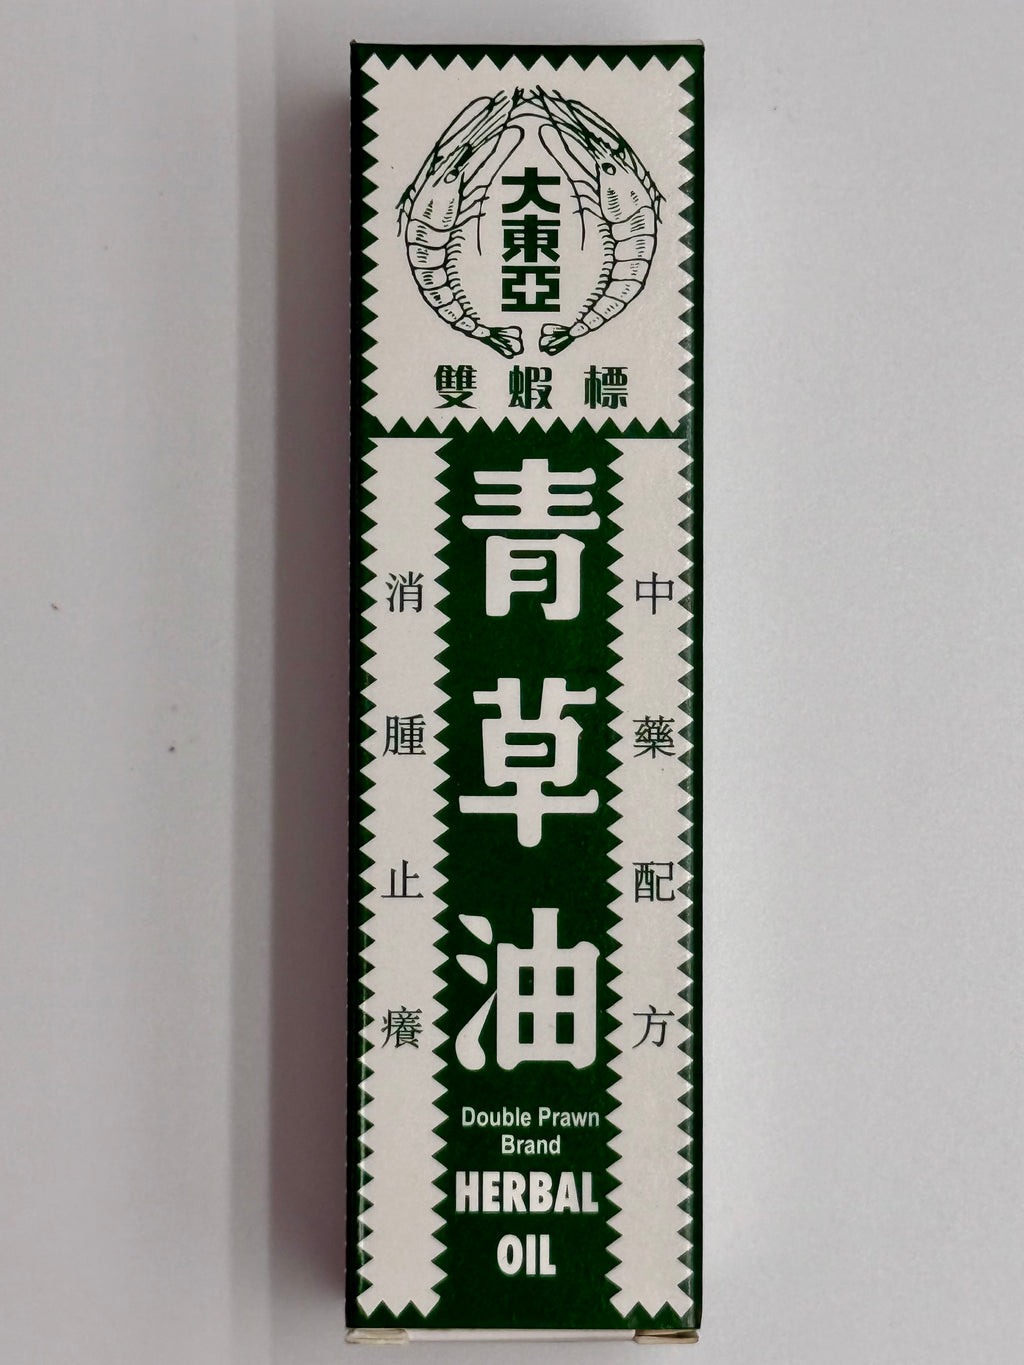 大東亞
雙蝦標
中藥配方
青草油
消腫止癢
Double Prawn
Brand
HERBAL
OIL